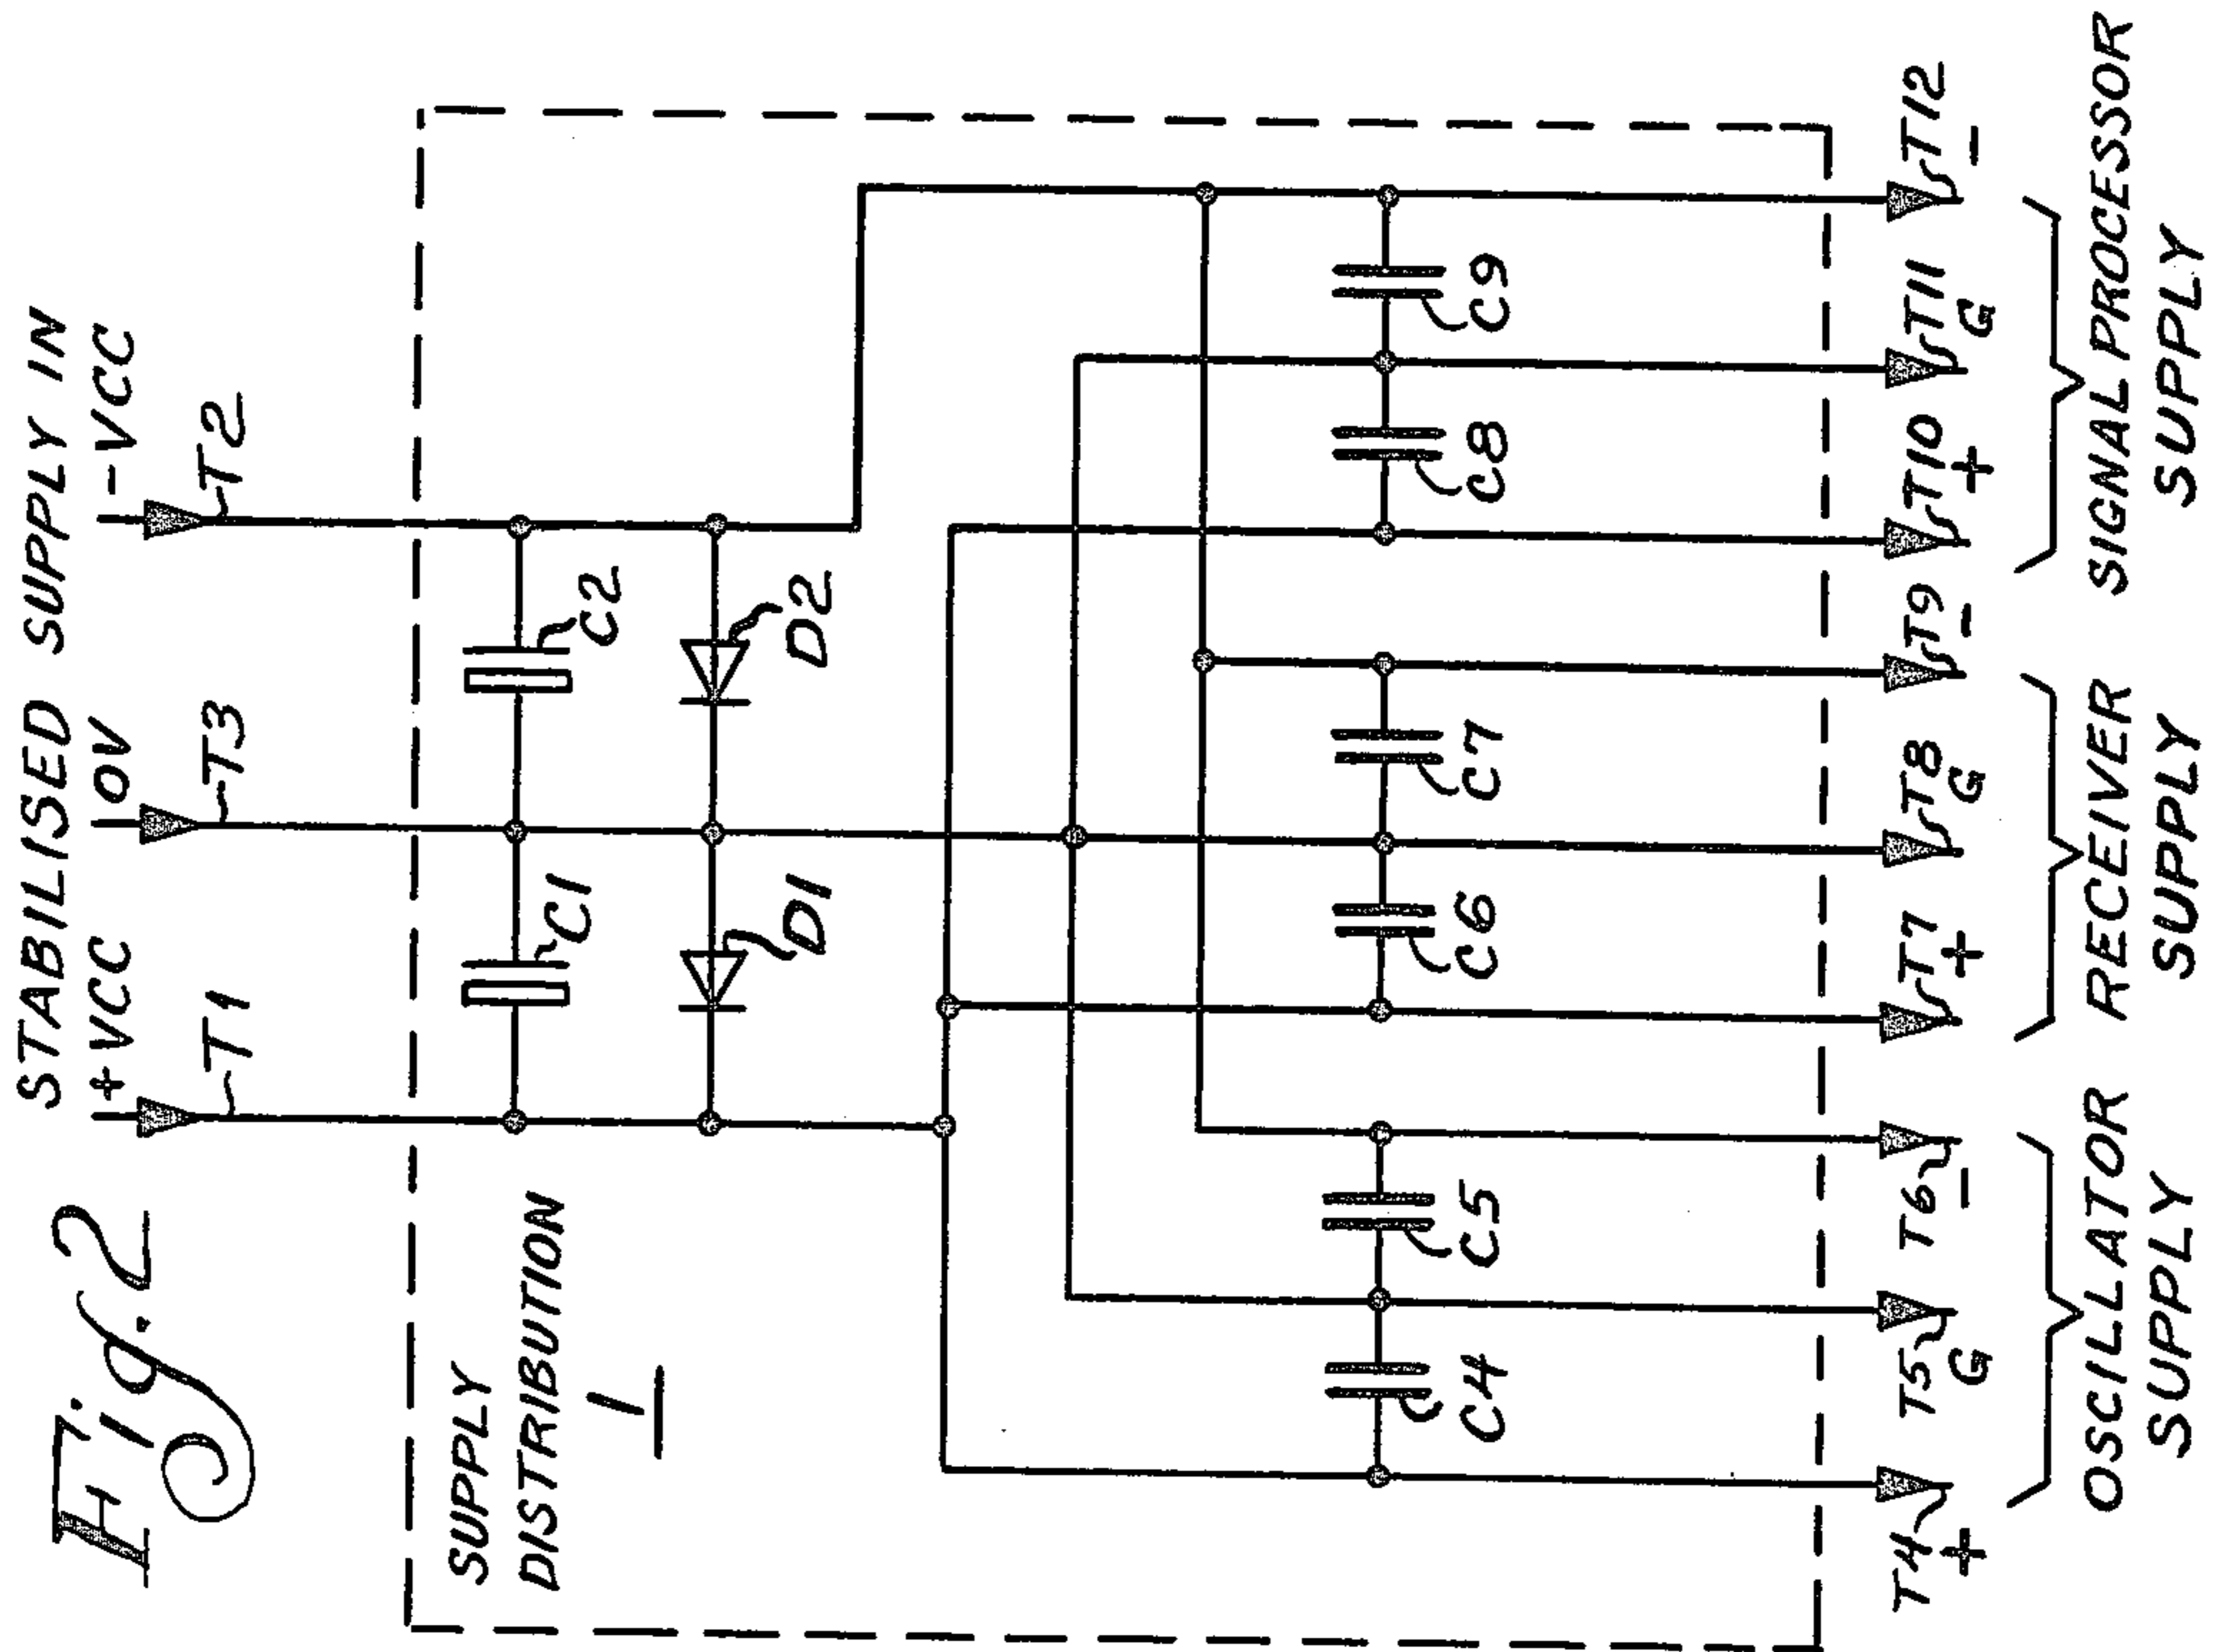 Fig. 2
STABILISED SUPPLY IN
+VCC
0V
-VCC
T1
T3
T2
SUPPLY
DISTRIBUTION
1
C1
C2
D1
D2
C4
C5
C6
C7
C8
C9
T4
T5
T6
T7
T8
T9
T10
T11
T12
+
G
-
+
G
-
+
G
-
OSCILLATOR
SUPPLY
RECEIVER
SUPPLY
SIGNAL PROCESSOR
SUPPLY